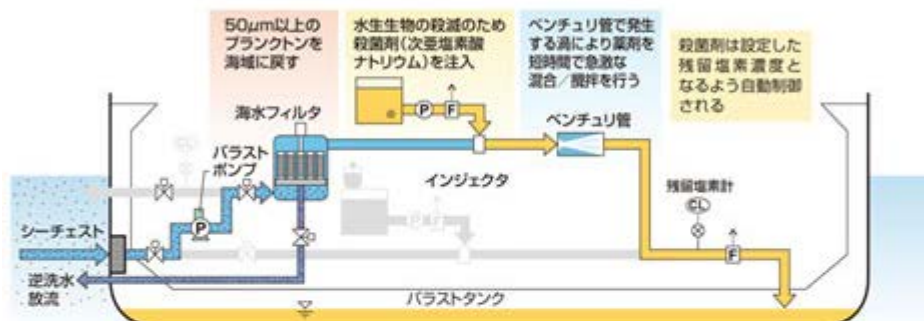 50μm以上の
プランクトンを
海域に戻す
水生生物の殺滅のため
殺菌剤(次亜塩素酸
ナトリウム)を注入
ベンチュリ管で発生
する渦により薬剤を
短時間で急激な
混合/攪拌を行う
殺菌剤は設定した
残留塩素濃度と
なるよう自動制御
される
海水フィルタ
P
F
ベンチュリ管
バラスト
ポンプ
インジェクタ
残留塩素計
CL
P
シーチェスト
F
逆洗水
放流
バラストタンク